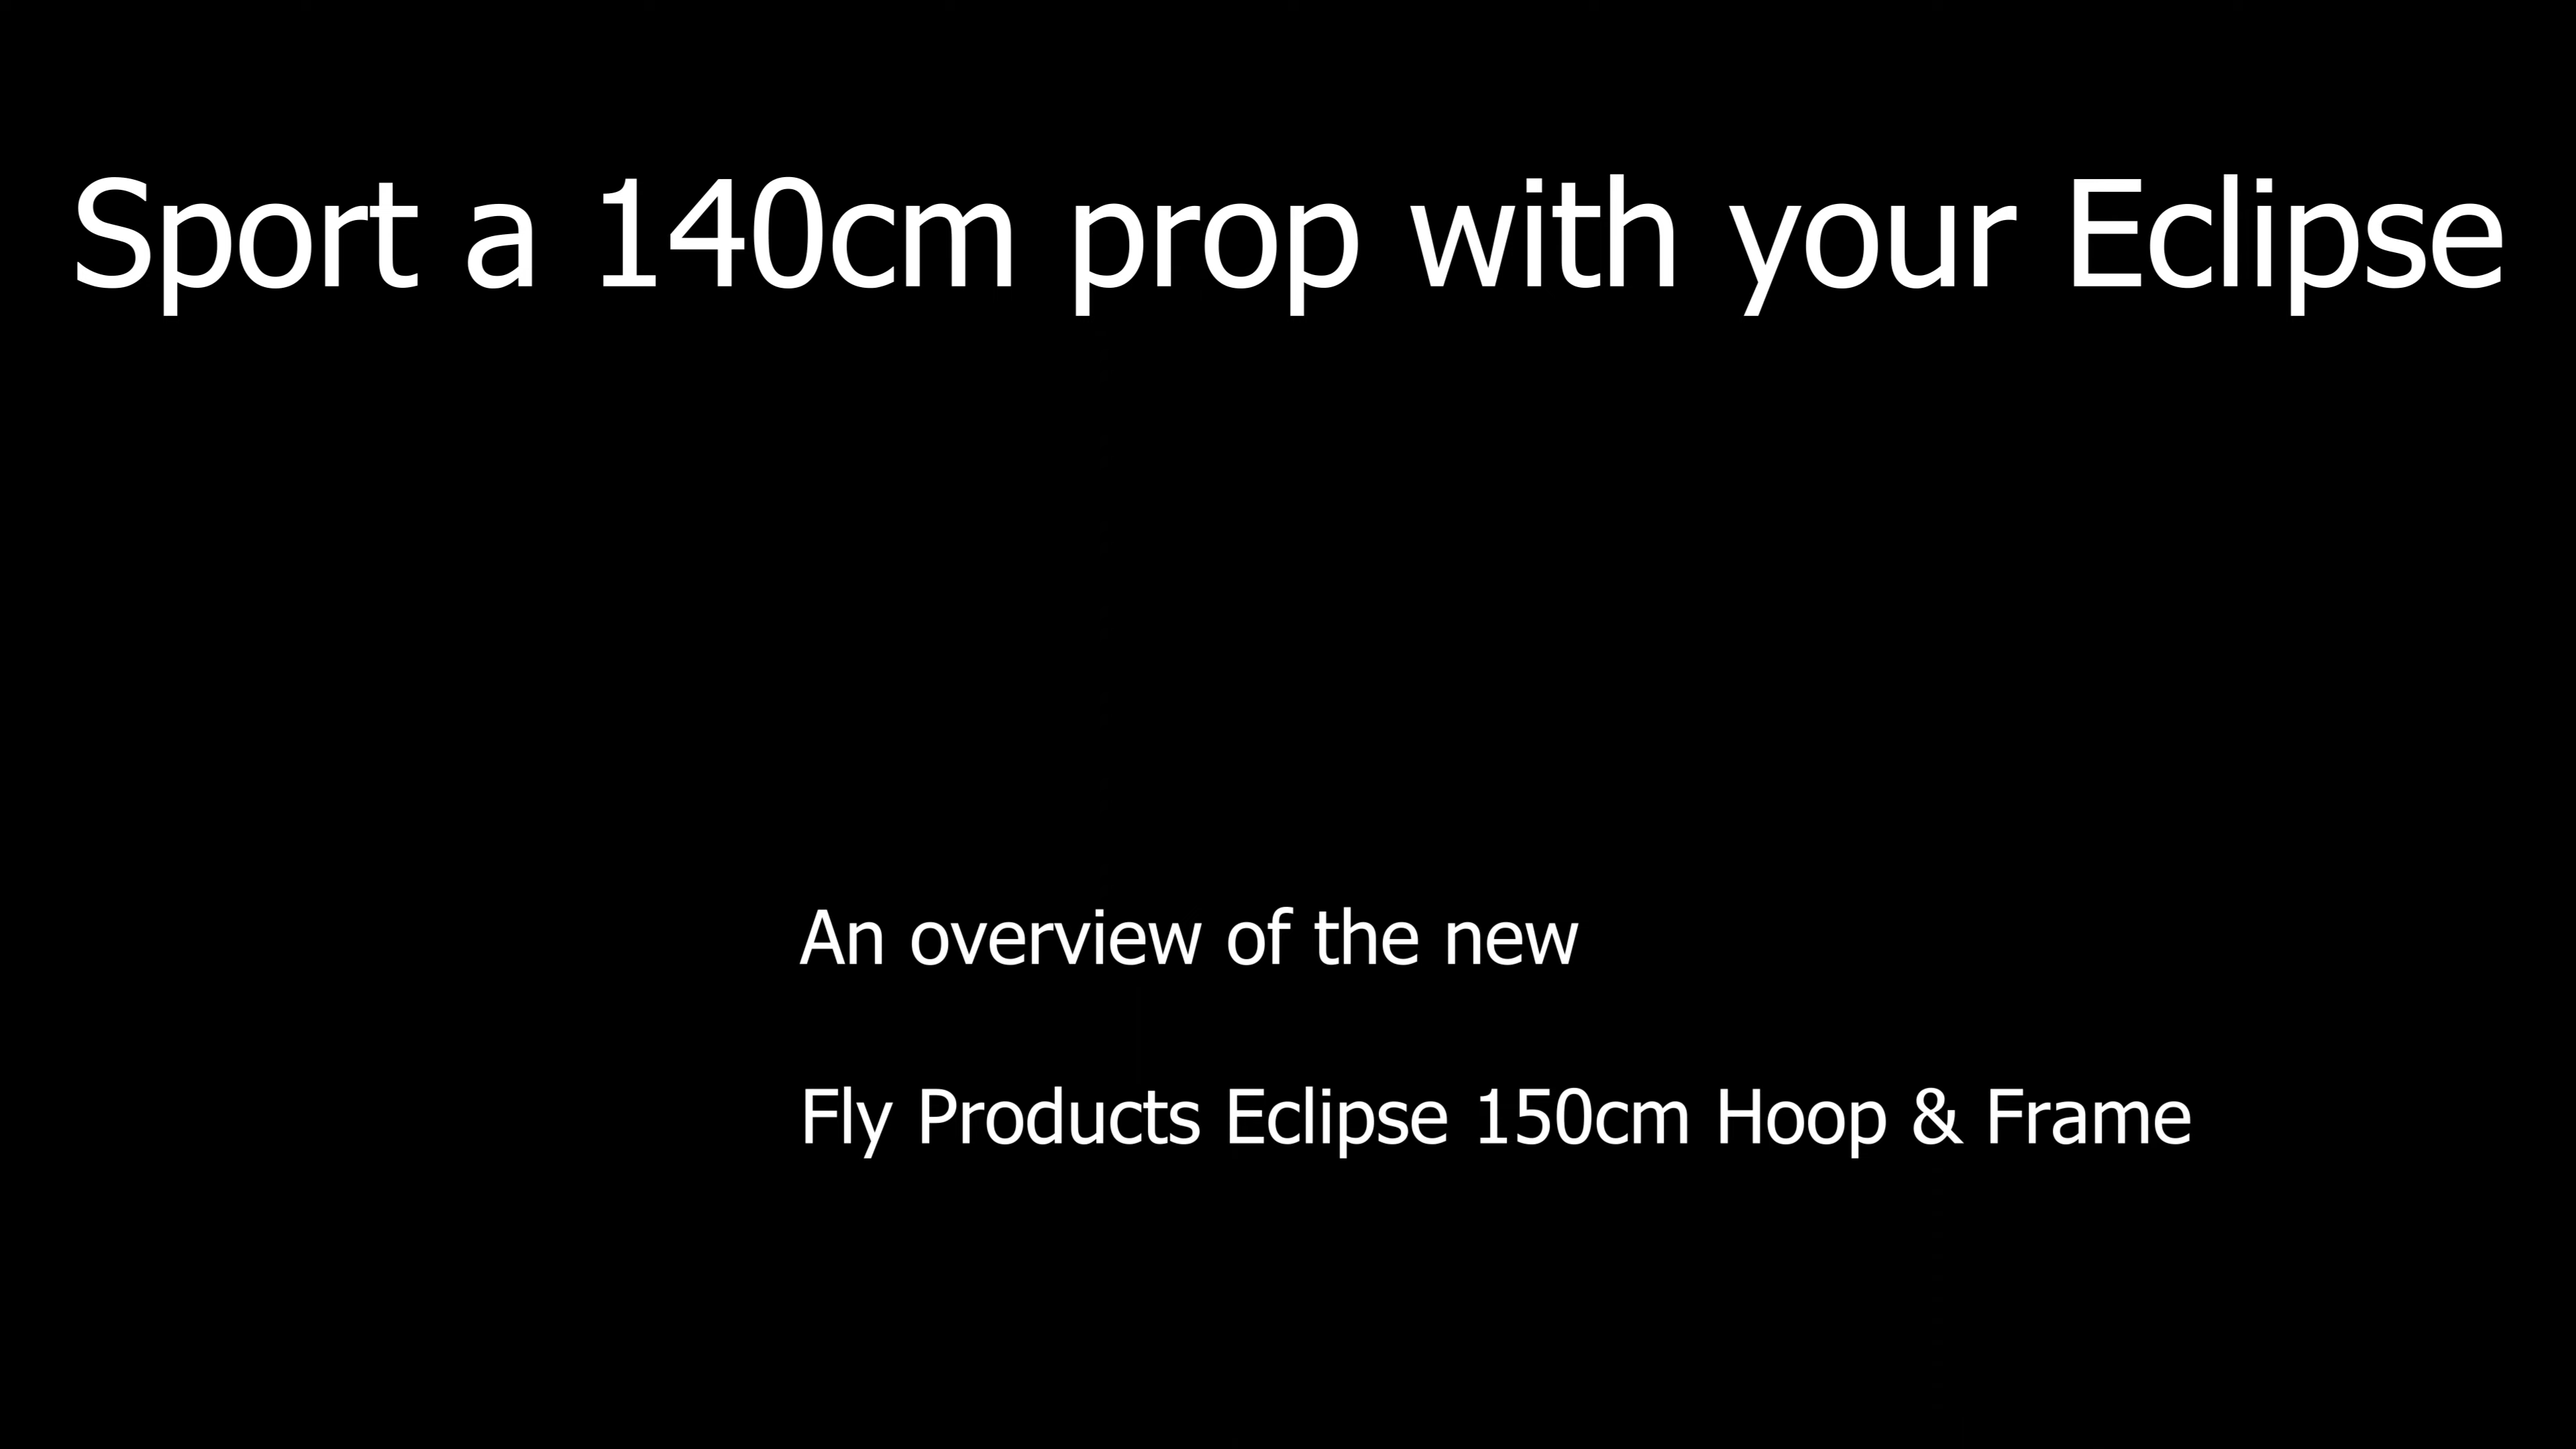 Sport a 140cm prop with your Eclipse
An overview of the new
Fly Products Eclipse 150cm Hoop & Frame